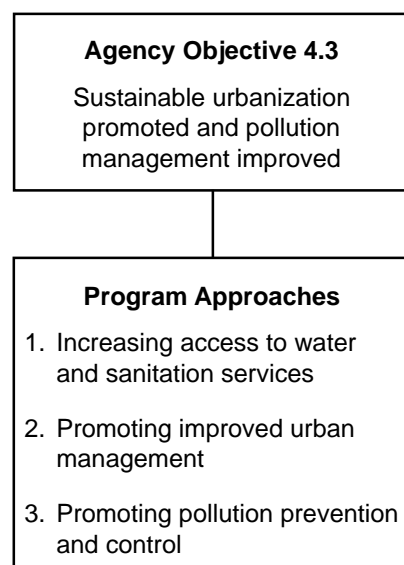 Agency Objective 4.3
Sustainable urbanization
promoted and pollution
management improved
Program Approaches
1. Increasing access to water
and sanitation services
2. Promoting improved urban
management
3. Promoting pollution prevention
and control